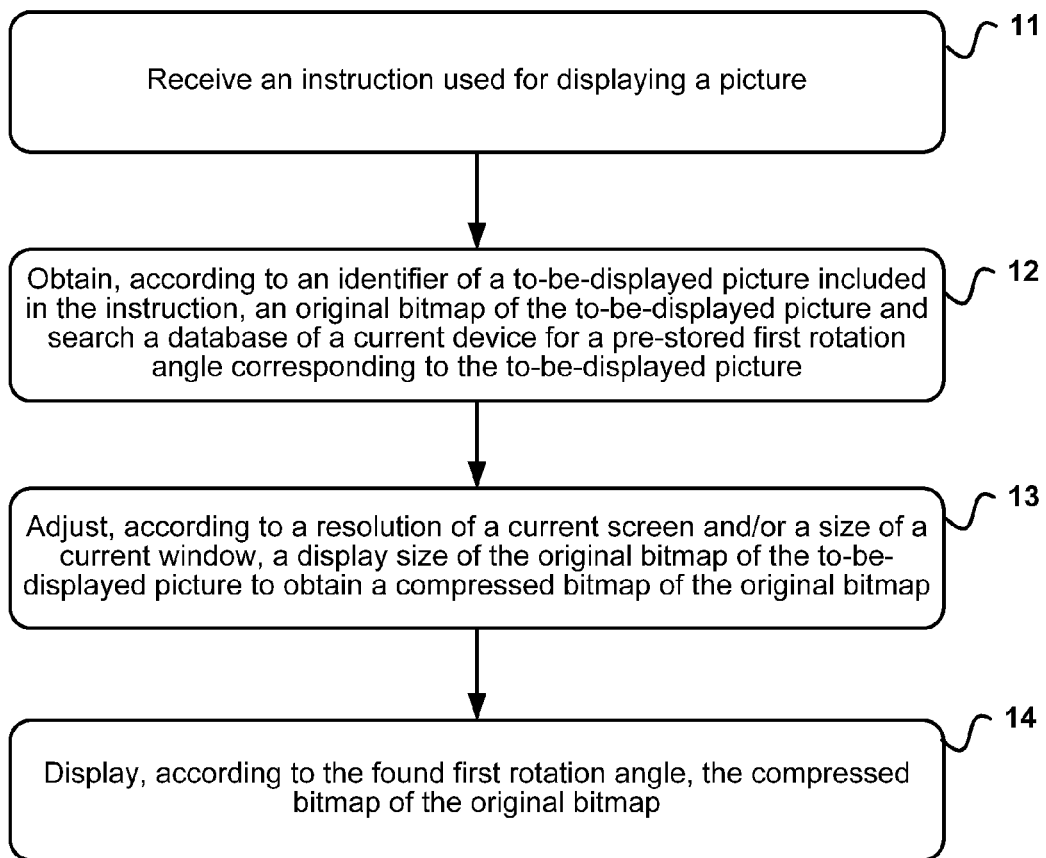 11
Receive an instruction used for displaying a picture
12
Obtain, according to an identifier of a to-be-displayed picture included
in the instruction, an original bitmap of the to-be-displayed picture and
search a database of a current device for a pre-stored first rotation
angle corresponding to the to-be-displayed picture
13
Adjust, according to a resolution of a current screen and/or a size of a
current window, a display size of the original bitmap of the to-be-
displayed picture to obtain a compressed bitmap of the original bitmap
14
Display, according to the found first rotation angle, the compressed
bitmap of the original bitmap